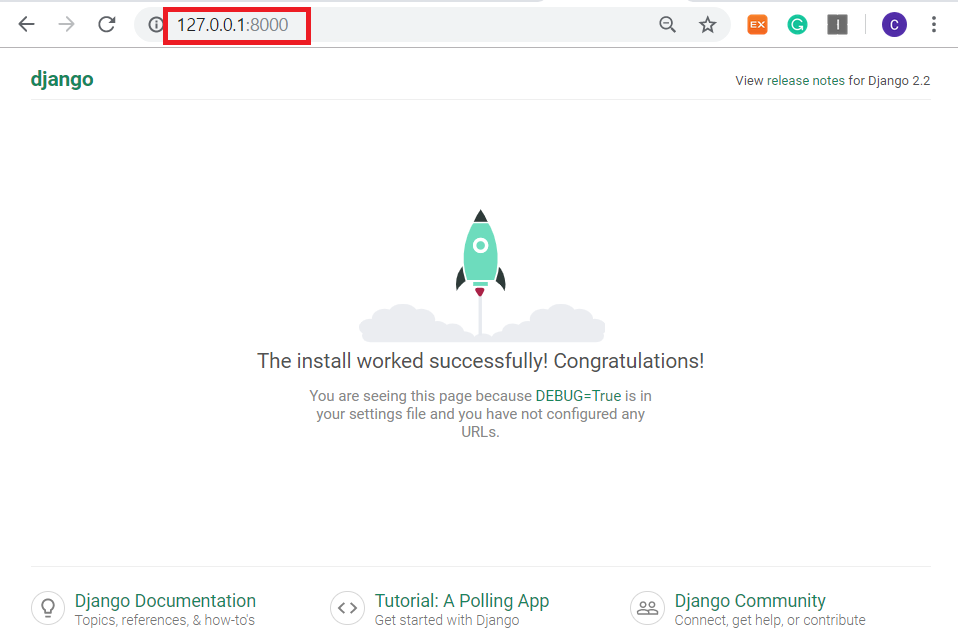 127.0.0.1:8000
EX
G
I
C
django
View release notes for Django 2.2
The install worked successfully! Congratulations!
You are seeing this page because DEBUG=True is in
your settings file and you have not configured any
URLs.
Django Documentation
Topics, references, & how-to's
Tutorial: A Polling App
Get started with Django
Django Community
Connect, get help, or contribute